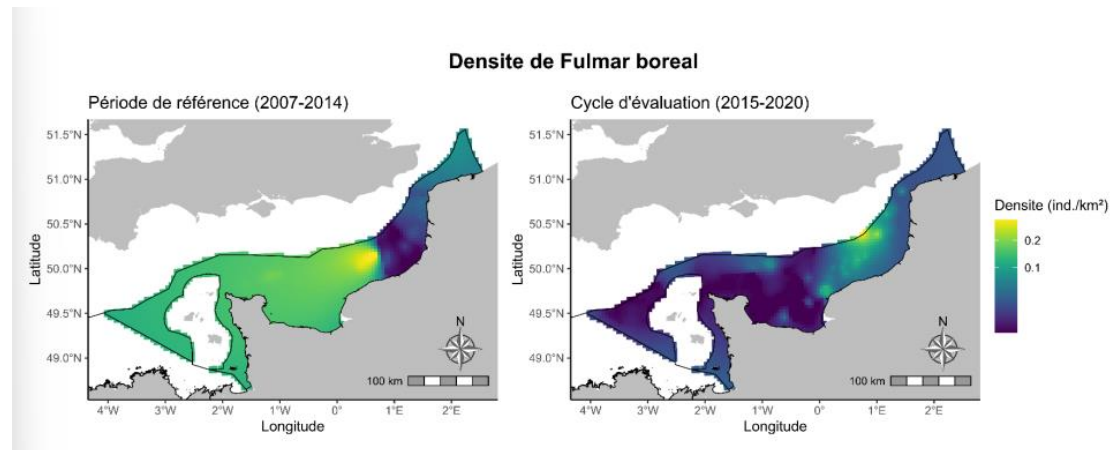 Densite de Fulmar boreal
Période de référence (2007-2014)
Cycle d'évaluation (2015-2020)
51.5°N
51.0°N
50.5°N
50.0°N
49.5°N
49.0°N
Latitude
4°W 3°W 2°W 1°W 0° 1°E 2°E
Longitude
N
100 km
51.5°N
51.0°N
50.5°N
50.0°N
49.5°N
49.0°N
Latitude
4°W 3°W 2°W 1°W 0° 1°E 2°E
Longitude
N
100 km
Densite (ind./km²)
0.2
0.1